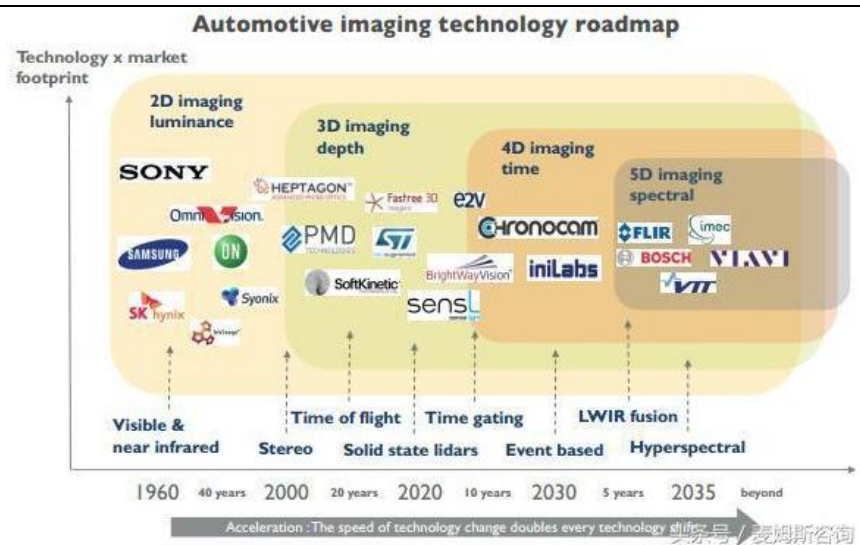 Automotive imaging technology roadmap
Technology x market
footprint
2D imaging
luminance
3D imaging
depth
4D imaging
time
5D imaging
spectral
SONY
OmniVision.
SAMSUNG
ON
SK hynix
Syonix
HEPTAGON™
Fastree 3D
PMD
TECHNOLOGIES
ST
SoftKinetic
e2v
BrightWayVision
sensL
CHRONOCAM
iniLabs
FLIR
imec
BOSCH
VIAVI
VTT
Visible &
near infrared
Stereo
Time of flight
Solid state lidars
Time gating
Event based
LWIR fusion
Hyperspectral
1960 40 years 2000 20 years 2020 10 years 2030 5 years 2035 beyond
Acceleration : The speed of technology change doubles every technology shift
头条号 / 麦姆斯咨询